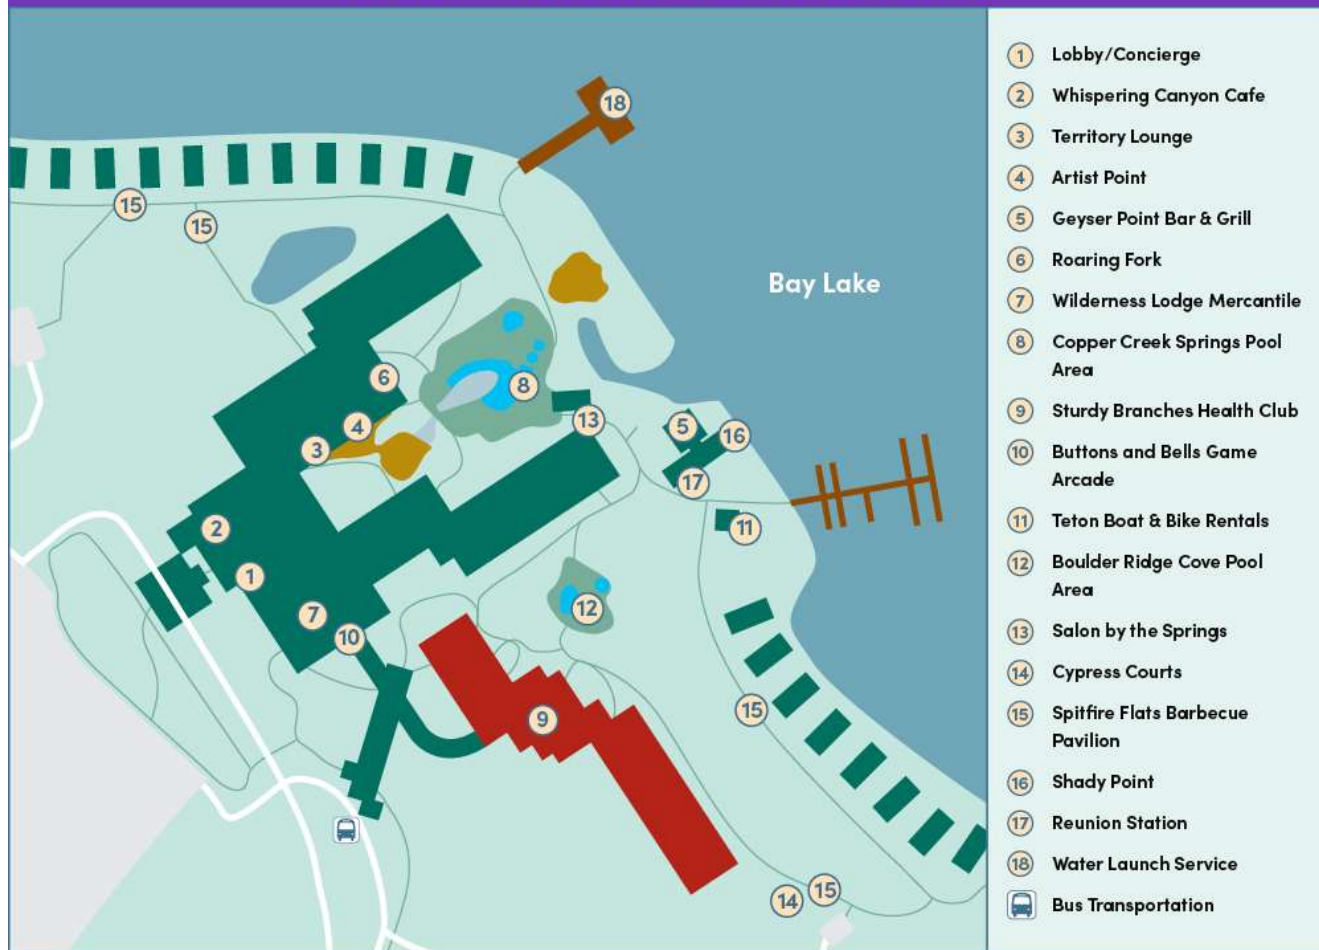 18
15
15
Bay Lake
6
8
4
13
3
5
16
17
2
11
1
12
7
10
15
9
15
14
1 Lobby/Concierge
2 Whispering Canyon Cafe
3 Territory Lounge
4 Artist Point
5 Geyser Point Bar & Grill
6 Roaring Fork
7 Wilderness Lodge Mercantile
8 Copper Creek Springs Pool
Area
9 Sturdy Branches Health Club
10 Buttons and Bells Game
Arcade
11 Teton Boat & Bike Rentals
12 Boulder Ridge Cove Pool
Area
13 Salon by the Springs
14 Cypress Courts
15 Spitfire Flats Barbecue
Pavilion
16 Shady Point
17 Reunion Station
18 Water Launch Service
Bus Transportation